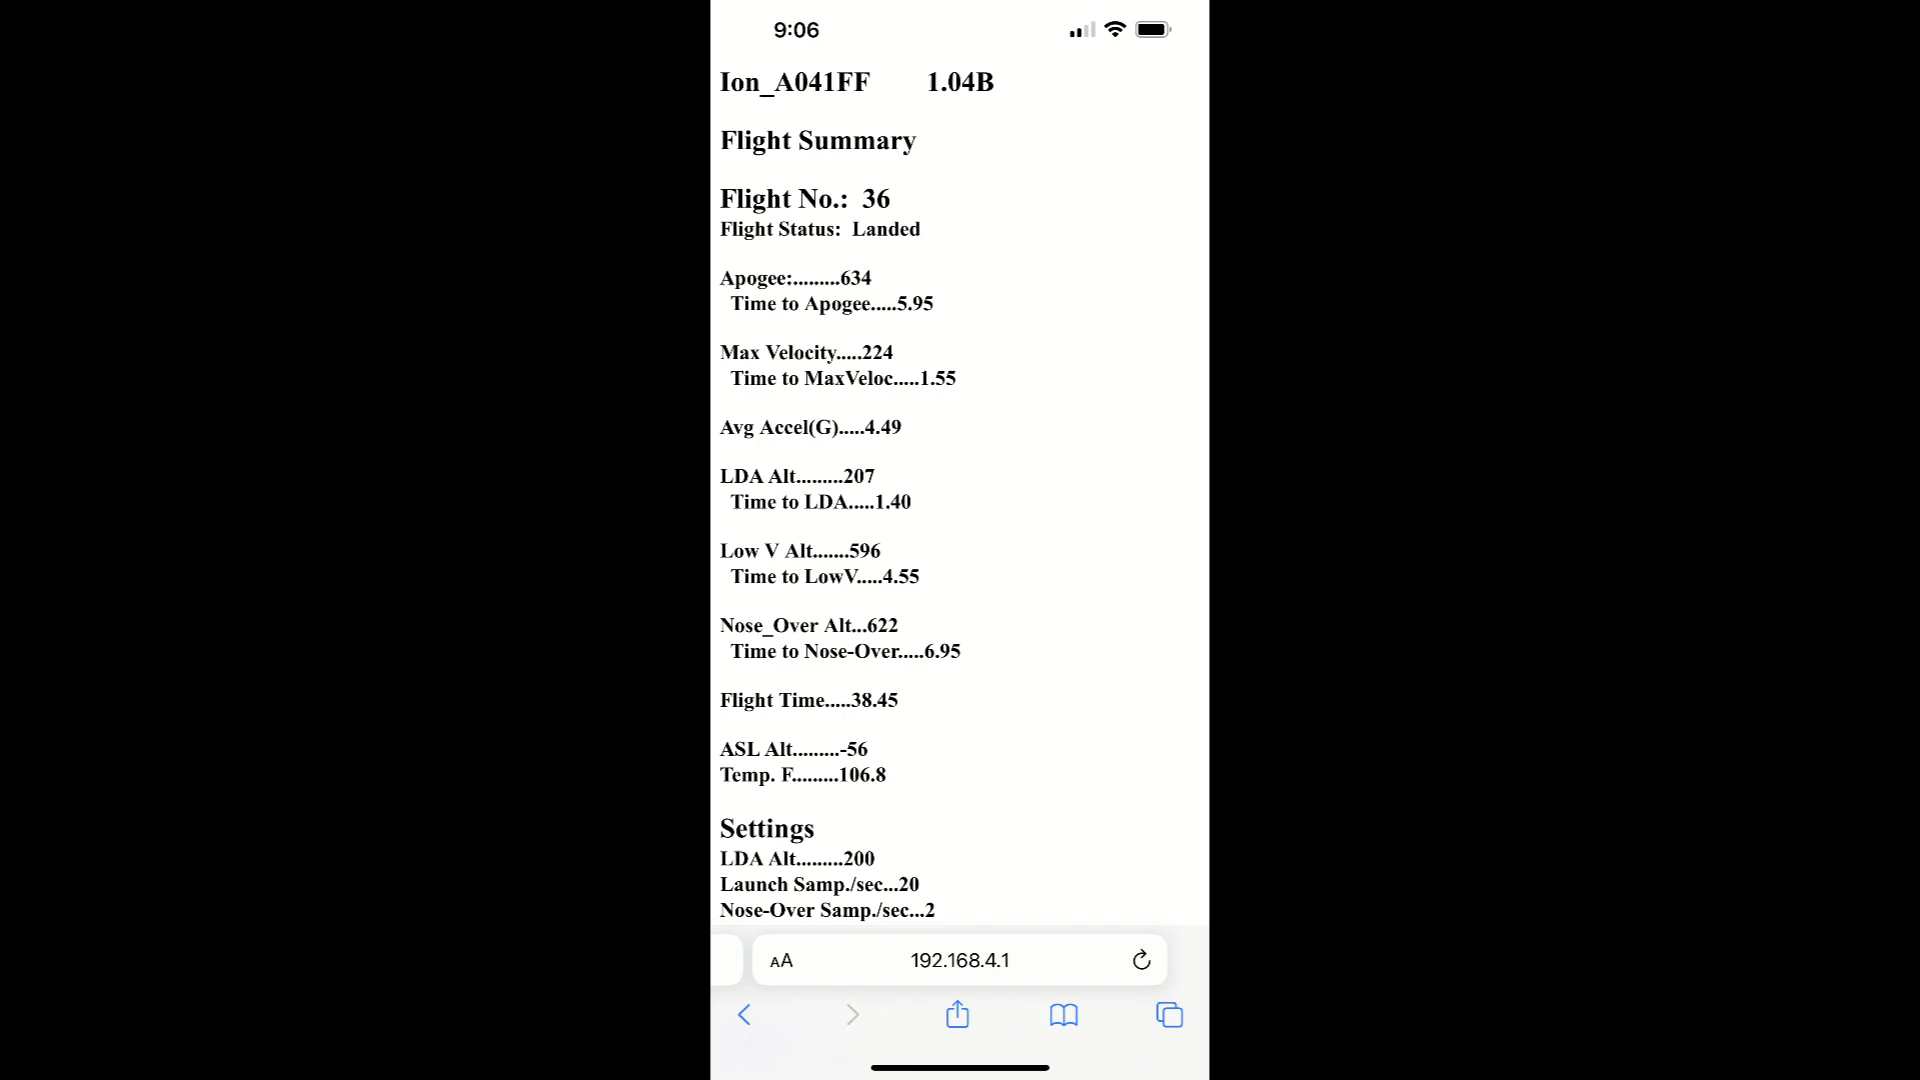 9:06
Ion_A041FF 1.04B
Flight Summary
Flight No.: 36
Flight Status: Landed
Apogee:.........634
Time to Apogee.....5.95
Max Velocity.....224
Time to MaxVeloc.....1.55
Avg Accel(G).....4.49
LDA Alt.........207
Time to LDA.....1.40
Low V Alt.......596
Time to LowV.....4.55
Nose_Over Alt...622
Time to Nose-Over.....6.95
Flight Time.....38.45
ASL Alt.........-56
Temp. F.........106.8
Settings
LDA Alt.........200
Launch Samp./sec...20
Nose-Over Samp./sec...2
AA 192.168.4.1